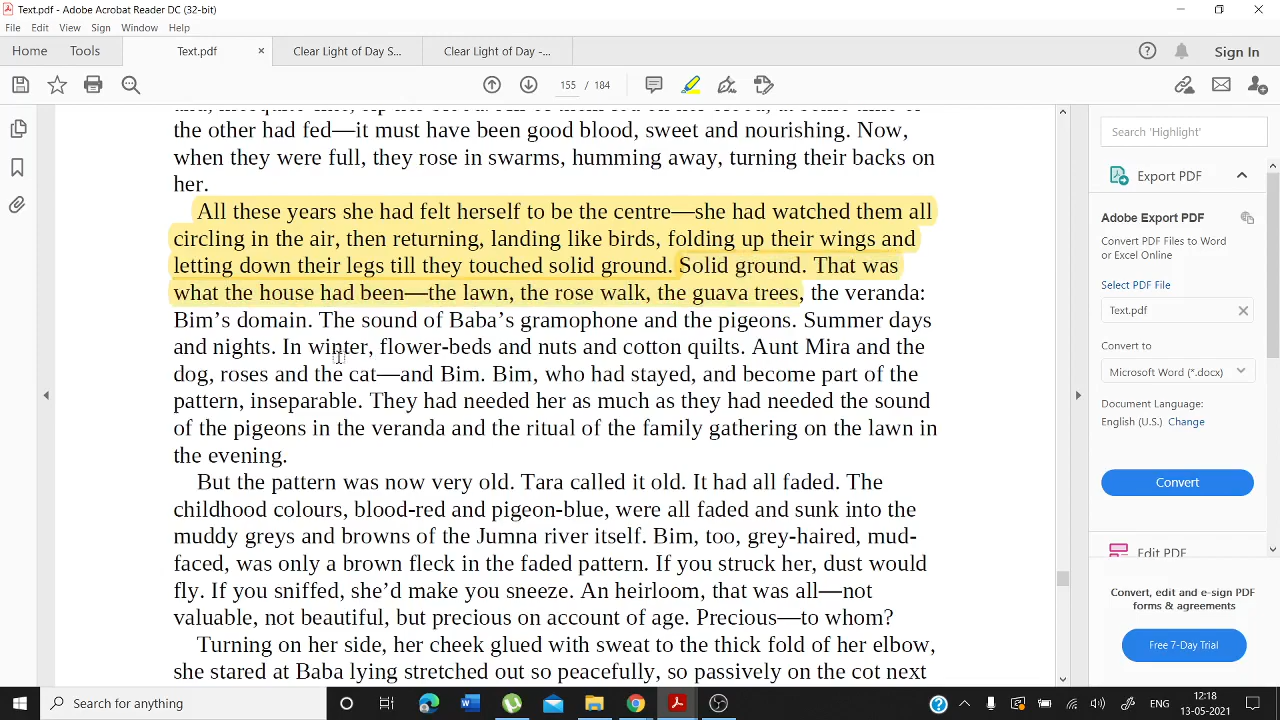 Text.pdf - Adobe Acrobat Reader DC (32-bit)
File Edit View Sign Window Help
Home Tools Text.pdf × Clear Light of Day S... Clear Light of Day -... Sign In
155 / 184
the other had fed—it must have been good blood, sweet and nourishing. Now,
when they were full, they rose in swarms, humming away, turning their backs on
her.
All these years she had felt herself to be the centre—she had watched them all
circling in the air, then returning, landing like birds, folding up their wings and
letting down their legs till they touched solid ground. Solid ground. That was
what the house had been—the lawn, the rose walk, the guava trees, the veranda:
Bim’s domain. The sound of Baba’s gramophone and the pigeons. Summer days
and nights. In winter, flower-beds and nuts and cotton quilts. Aunt Mira and the
dog, roses and the cat—and Bim. Bim, who had stayed, and become part of the
pattern, inseparable. They had needed her as much as they had needed the sound
of the pigeons in the veranda and the ritual of the family gathering on the lawn in
the evening.
But the pattern was now very old. Tara called it old. It had all faded. The
childhood colours, blood-red and pigeon-blue, were all faded and sunk into the
muddy greys and browns of the Jumna river itself. Bim, too, grey-haired, mud-
faced, was only a brown fleck in the faded pattern. If you struck her, dust would
fly. If you sniffed, she’d make you sneeze. An heirloom, that was all—not
valuable, not beautiful, but precious on account of age. Precious—to whom?
Turning on her side, her cheek glued with sweat to the thick fold of her elbow,
she stared at Baba lying stretched out so peacefully, so passively on the cot next
Search 'Highlight'
Export PDF
Adobe Export PDF
Convert PDF Files to Word
or Excel Online
Select PDF File
Text.pdf
Convert to
Microsoft Word (*.docx)
Document Language:
English (U.S.) Change
Convert
Edit PDF
Convert, edit and e-sign PDF
forms & agreements
Free 7-Day Trial
Search for anything
ENG
12:18
13-05-2021